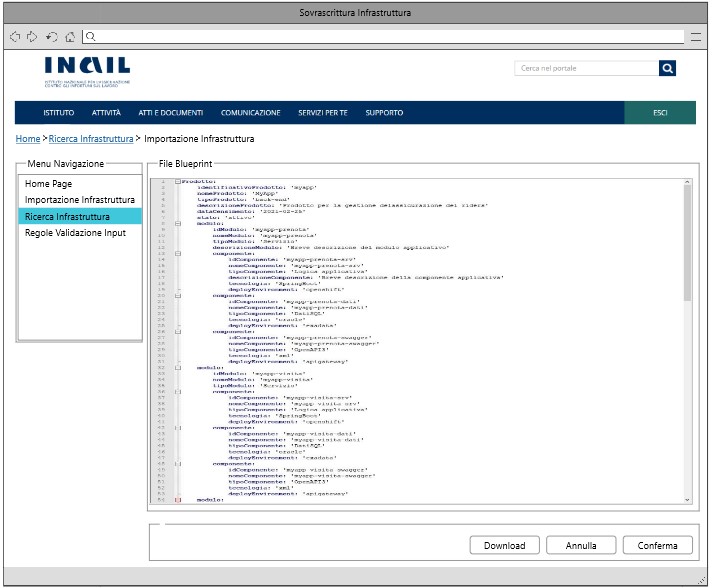 Sovrascrittura Infrastruttura
INAIL
ISTITUTO NAZIONALE PER L'ASSICURAZIONE
CONTRO GLI INFORTUNI SUL LAVORO
Cerca nel portale
ISTITUTO ATTIVITÀ ATTI E DOCUMENTI COMUNICAZIONE SERVIZI PER TE SUPPORTO ESCI
Home > Ricerca Infrastruttura > Importazione Infrastruttura
Menu Navigazione
Home Page
Importazione Infrastruttura
Ricerca Infrastruttura
Regole Validazione Input
File Blueprint
1 Prodotto:
2 identificativoProdotto: 'myapp'
3 nomeProdotto: 'MyApp'
4 tipoProdotto: 'back-end'
5 descrizioneProdotto: 'Prodotto per la gestione dell'assicurazione dei riders'
6 dataCensimento: '2021-02-25'
7 stato: 'attivo'
8 modulo:
9 idModulo: 'myapp-prenota'
10 nomeModulo: 'myapp-prenota'
11 tipoModulo: 'Servizio'
12 descrizioneModulo: 'Breve descrizione del modulo applicativo'
13 componente:
14 idComponente: 'myapp-prenota-srv'
15 nomeComponente: 'myapp-prenota-srv'
16 tipoComponente: 'Logica applicativa'
17 descrizioneComponente: 'Breve descrizione della componente applicativa'
18 tecnologia: 'SpringBoot'
19 deployEnvironment: 'openshift'
20 componente:
21 idComponente: 'myapp-prenota-dati'
22 nomeComponente: 'myapp-prenota-dati'
23 tipoComponente: 'DatiSQL'
24 tecnologia: 'oracle'
25 deployEnvironment: 'exadata'
26 componente:
27 idComponente: 'myapp-prenota-swagger'
28 nomeComponente: 'myapp-prenota-swagger'
29 tipoComponente: 'OpenAPI3'
30 tecnologia: 'xml'
31 deployEnvironment: 'apigateway'
32 modulo:
33 idModulo: 'myapp-visita'
34 nomeModulo: 'myapp-visita'
35 tipoModulo: 'Servizio'
36 componente:
37 idComponente: 'myapp-visita-srv'
38 nomeComponente: 'myapp-visita-srv'
39 tipoComponente: 'Logica applicativa'
40 tecnologia: 'SpringBoot'
41 deployEnvironment: 'openshift'
42 componente:
43 idComponente: 'myapp-visita-dati'
44 nomeComponente: 'myapp-visita-dati'
45 tipoComponente: 'DatiSQL'
46 tecnologia: 'oracle'
47 deployEnvironment: 'exadata'
48 componente:
49 idComponente: 'myapp-visita-swagger'
50 nomeComponente: 'myapp-visita-swagger'
51 tipoComponente: 'OpenAPI3'
52 tecnologia: 'xml'
53 deployEnvironment: 'apigateway'
54 modulo:
Download Annulla Conferma